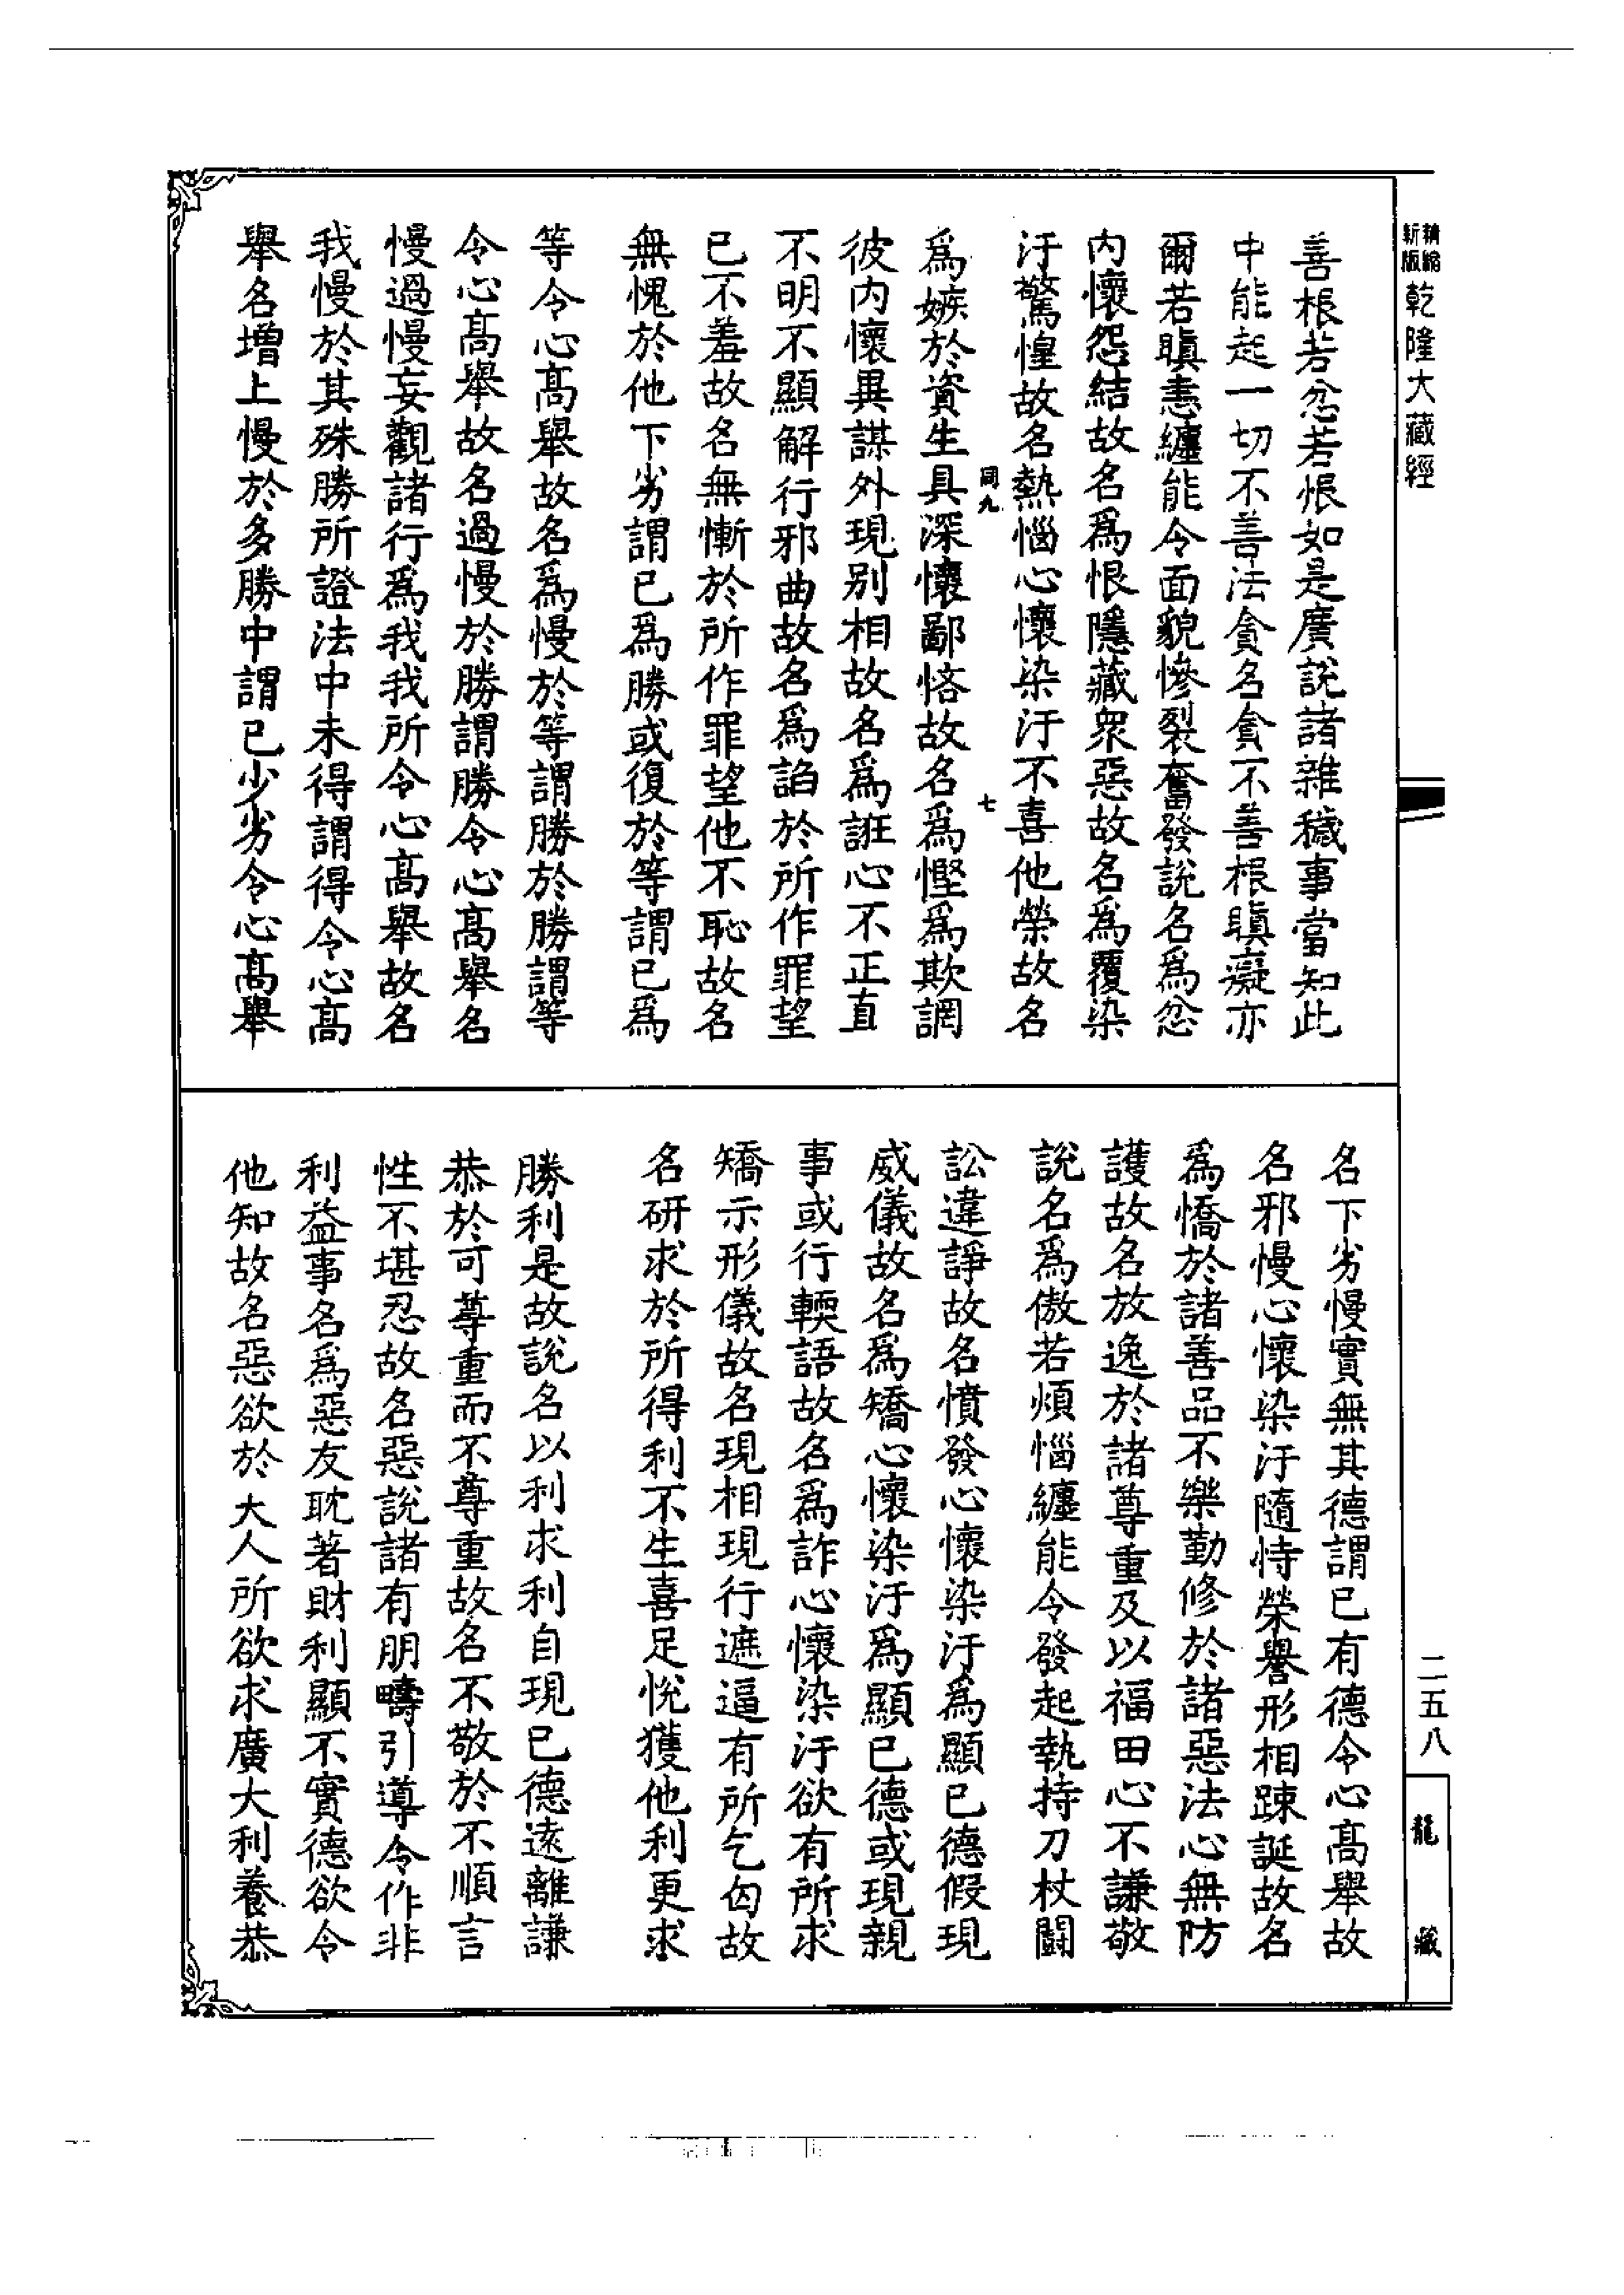 精縮新版乾隆大藏經
善根若忿若恨如是廣說諸雜穢事當知此
中能起一切不善法貪名貪不善根瞋癡亦
爾若瞋恚纏能令面貌慘裂奮發說名為忿
內懷怨結故名爲恨隱藏衆惡故名爲覆染
汙驚惶故名熱惱心懷染汙不喜他榮故名
同九 七
爲嫉於資生具深懷鄙悋故名爲慳爲欺誷
彼內懷異謀外現別相故名爲誑心不正直
不明不顯解行邪曲故名爲諂於所作罪望
已不羞故名無慚於所作罪望他不恥故名
無愧於他下劣謂已爲勝或復於等謂已爲
等令心高舉故名爲慢於等謂勝於勝謂等
令心高舉故名過慢於勝謂勝令心高舉名
慢過慢妄觀諸行爲我我所令心高舉故名
我慢於其殊勝所證法中未得謂得令心高
舉名增上慢於多勝中謂已少劣令心高舉
名下劣慢實無其德謂已有德令心高舉故
名邪慢心懷染汙隨恃榮譽形相踈誕故名
爲憍於諸善品不樂勤修於諸惡法心無防
護故名放逸於諸尊重及以福田心不謙敬
說名爲傲若煩惱纏能令發起執持刀杖鬬
訟違諍故名憤發心懷染汙爲顯已德假現
威儀故名爲矯心懷染汙爲顯已德或現親
事或行輭語故名爲詐心懷染汙欲有所求
矯示形儀故名現相現行遮逼有所乞匃故
名研求於所得利不生喜足悅獲他利更求
勝利是故說名以利求利自現已德遠離謙
恭於可尊重而不尊重故名不敬於不順言
性不堪忍故名惡說諸有朋疇引導令作非
利益事名爲惡友耽著財利顯不實德欲令
他知故名惡欲於大人所欲求廣大利養恭
二五八
龍藏